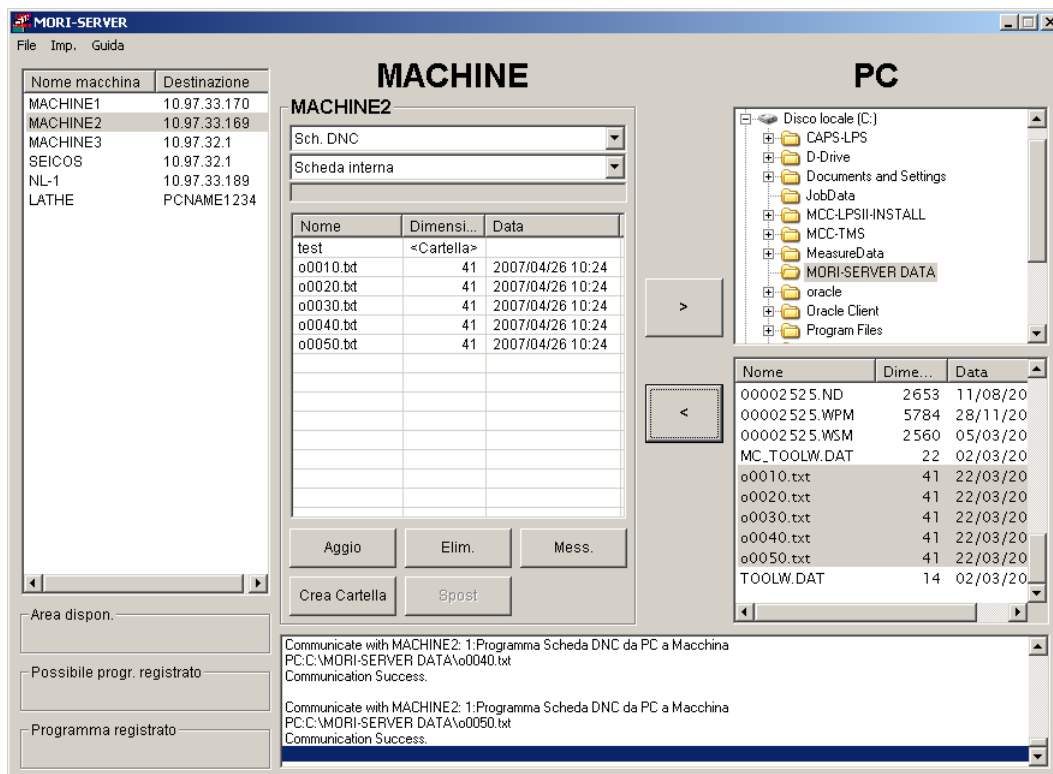 MORI-SERVER
File Imp. Guida
Nome macchina Destinazione
MACHINE1 10.97.33.170
MACHINE2 10.97.33.169
MACHINE3 10.97.32.1
SEICOS 10.97.32.1
NL-1 10.97.33.189
LATHE PCNAME1234
Area dispon.
Possibile progr. registrato
Programma registrato
MACHINE
MACHINE2
Sch. DNC
Scheda interna
Nome Dimensi... Data
test <Cartella>
o0010.txt 41 2007/04/26 10:24
o0020.txt 41 2007/04/26 10:24
o0030.txt 41 2007/04/26 10:24
o0040.txt 41 2007/04/26 10:24
o0050.txt 41 2007/04/26 10:24
Aggio Elim. Mess.
Crea Cartella Spost
>
<
PC
Disco locale (C:)
CAPS-LPS
D-Drive
Documents and Settings
JobData
MCC-LPSII-INSTALL
MCC-TMS
MeasureData
MORI-SERVER DATA
oracle
Oracle Client
Program Files
Nome Dime... Data
00002525.ND 2653 11/08/20
00002525.WPM 5784 28/11/20
00002525.WSM 2560 05/03/20
MC_TOOLW.DAT 22 02/03/20
o0010.txt 41 22/03/20
o0020.txt 41 22/03/20
o0030.txt 41 22/03/20
o0040.txt 41 22/03/20
o0050.txt 41 22/03/20
TOOLW.DAT 14 02/03/20
Communicate with MACHINE2: 1:Programma Scheda DNC da PC a Macchina
PC:C:\MORI-SERVER DATA\o0040.txt
Communication Success.
Communicate with MACHINE2: 1:Programma Scheda DNC da PC a Macchina
PC:C:\MORI-SERVER DATA\o0050.txt
Communication Success.